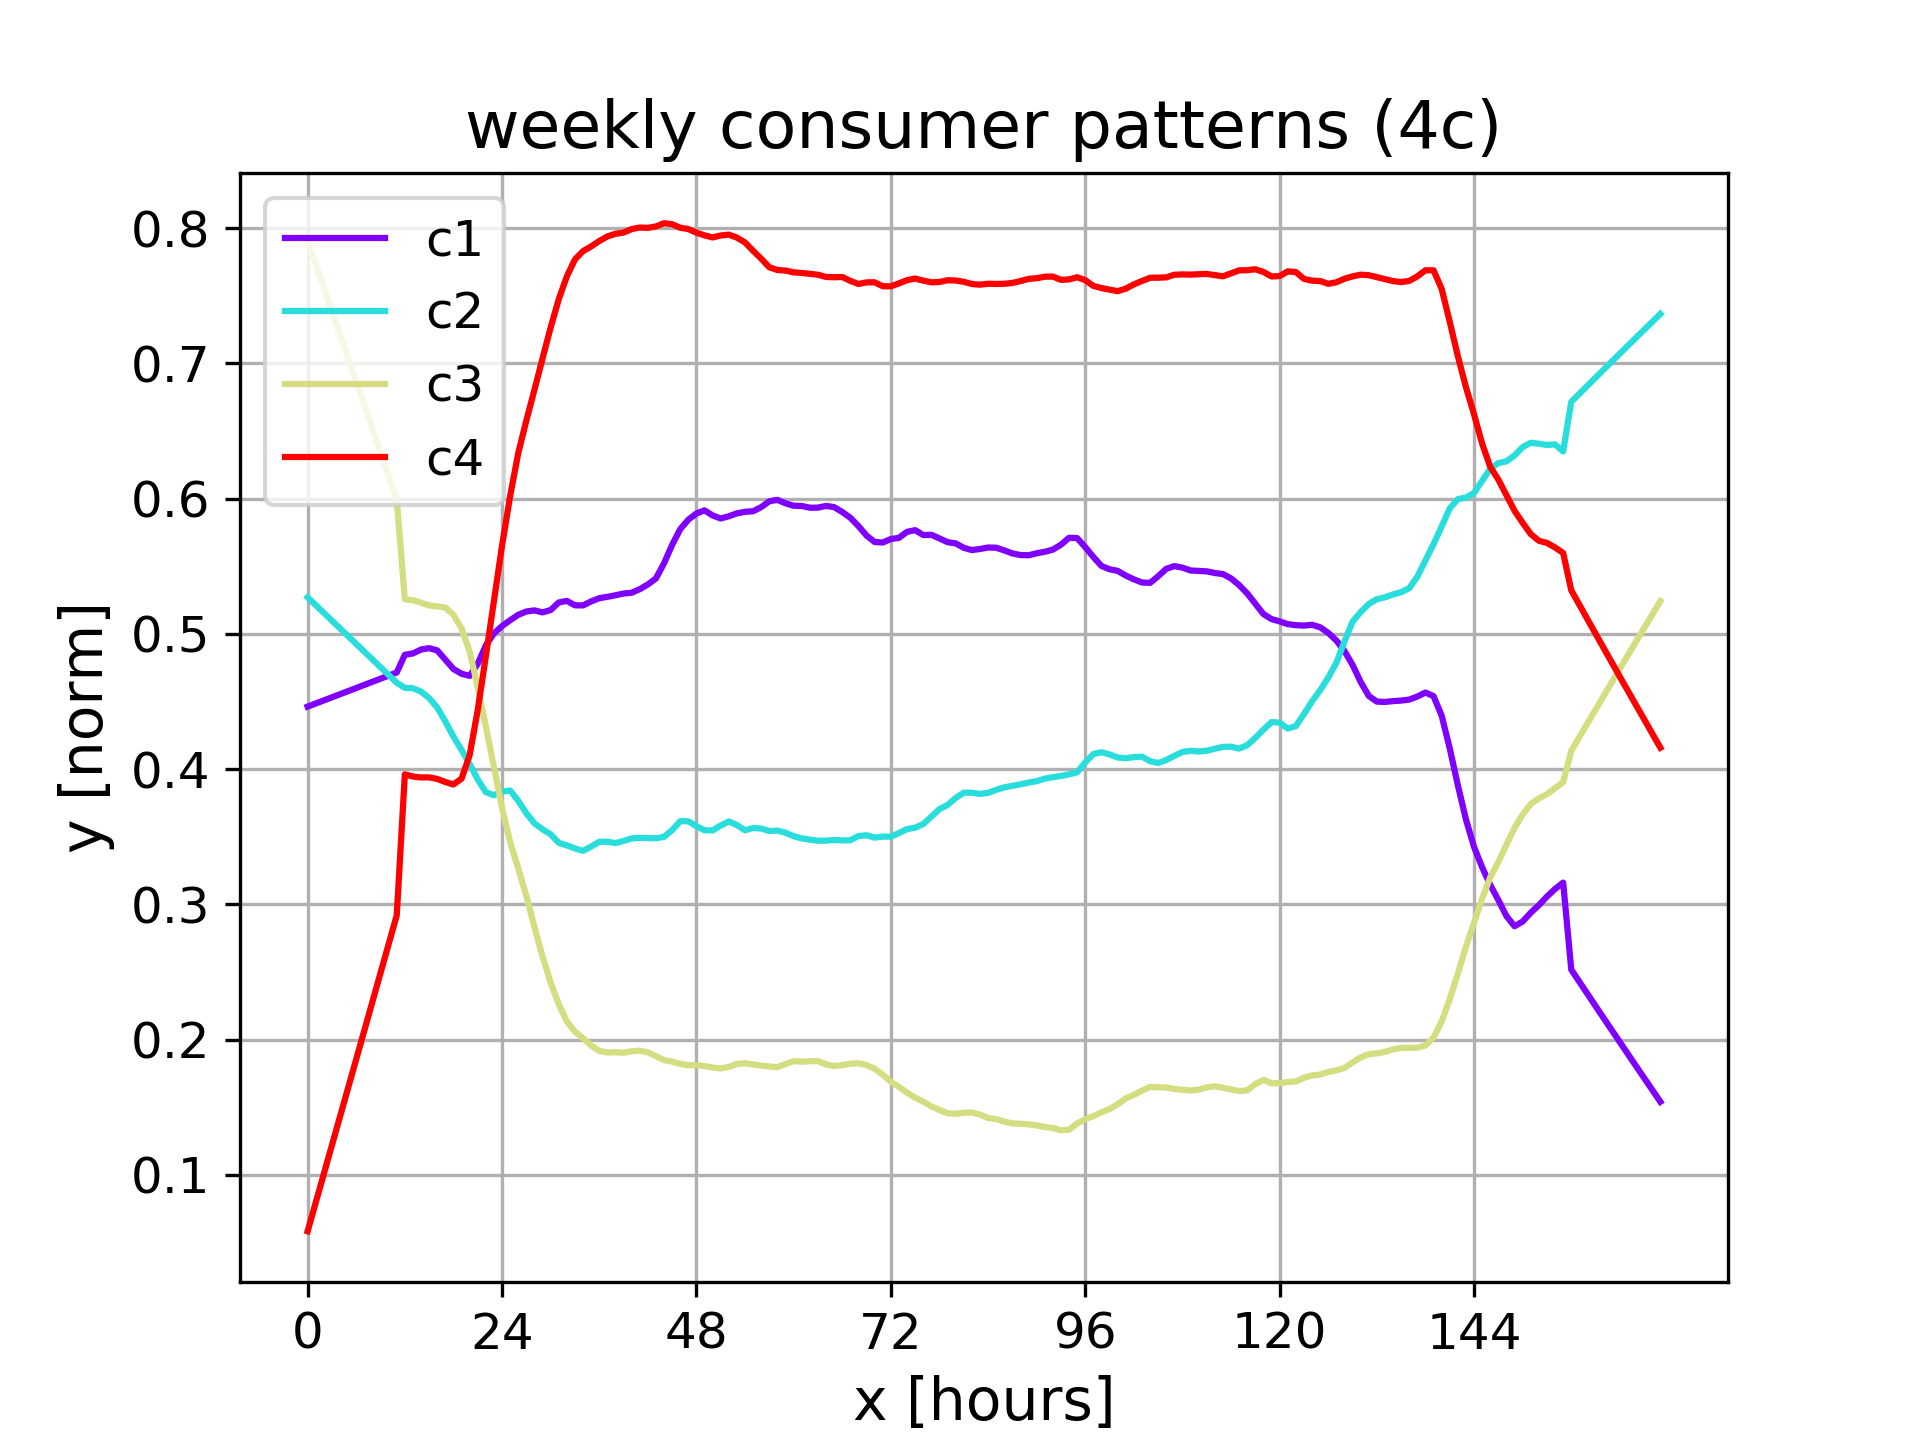 weekly consumer patterns (4c)
c1
c2
c3
c4
0.8
0.7
0.6
0.5
0.4
0.3
0.2
0.1
y [norm]
0 24 48 72 96 120 144
x [hours]